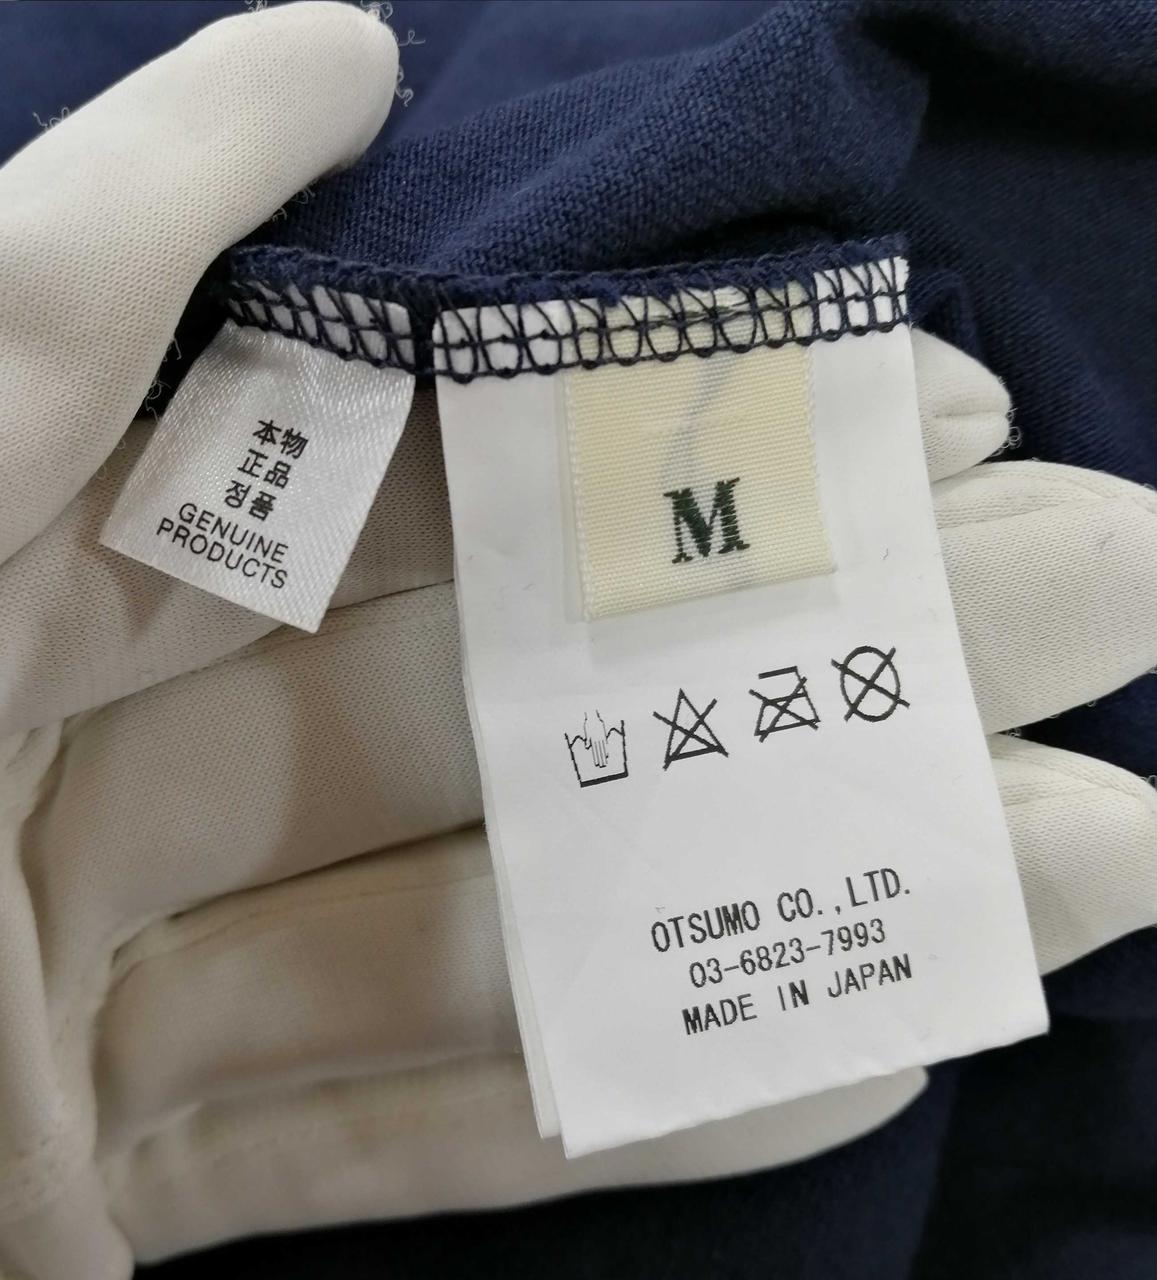 本物
正品
정품
GENUINE
PRODUCTS
M
OTSUMO CO.,LTD.
03-6823-7993
MADE IN JAPAN